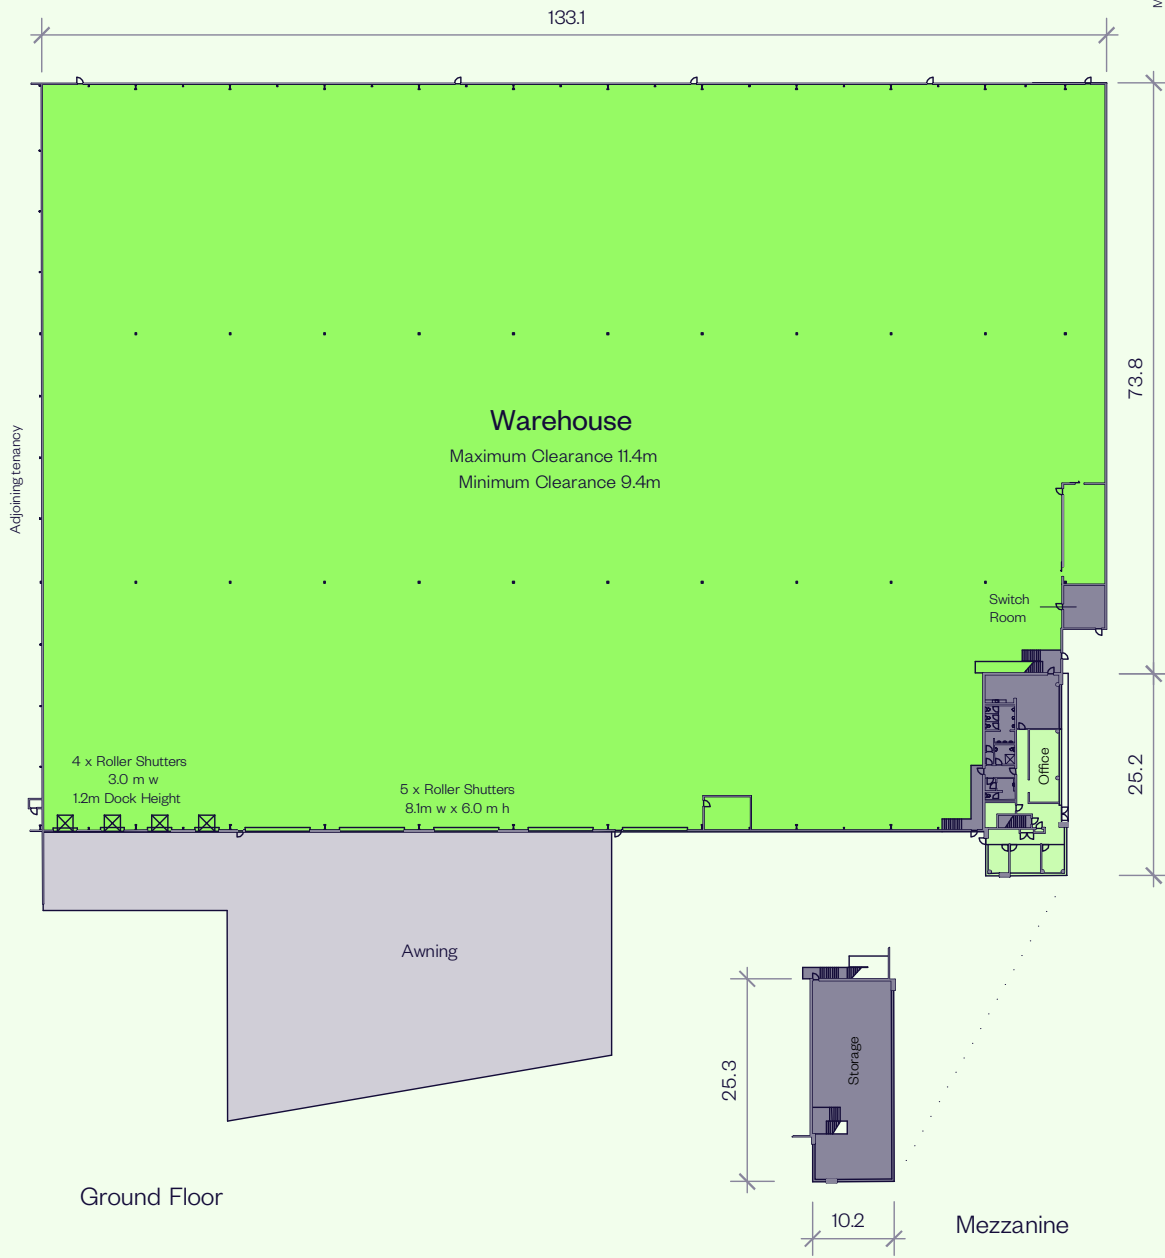 133.1
73.8
Warehouse
Maximum Clearance 11.4m
Minimum Clearance 9.4m
Adjoining tenancy
Switch
Room
4 x Roller Shutters
3.0 m w
1.2m Dock Height
5 x Roller Shutters
8.1m w x 6.0 m h
Office
25.2
Awning
Storage
25.3
Ground Floor
10.2
Mezzanine